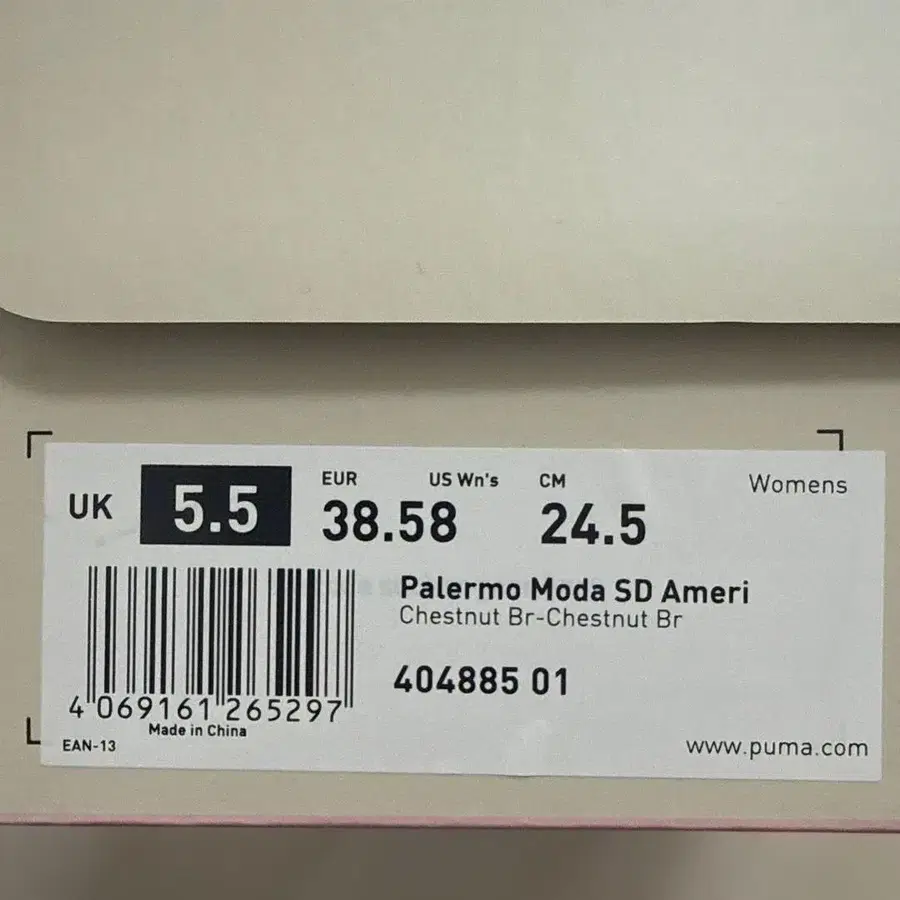 UK 5.5 EUR 38.58 US Wn's CM 24.5 Womens
Palermo Moda SD Ameri
Chestnut Br-Chestnut Br
404885 01
4 069161 265297
Made in China
EAN-13
www.puma.com